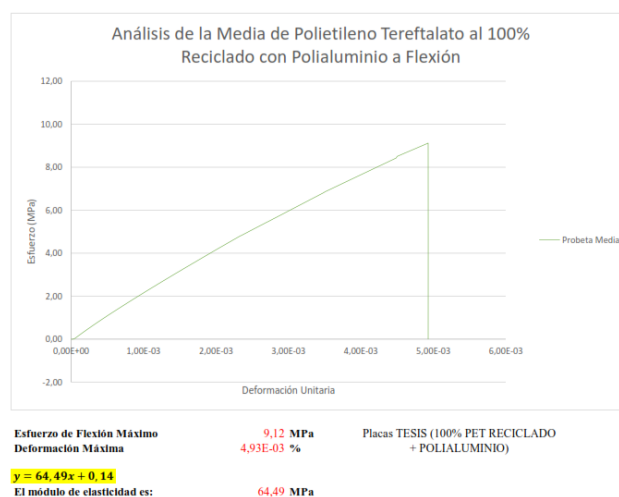 Análisis de la Media de Polietileno Tereftalato al 100%
Reciclado con Polialuminio a Flexión
12,00
10,00
8,00
6,00
4,00
2,00
0,00
-2,00
Esfuerzo (MPa)
0,00E+00 1,00E-03 2,00E-03 3,00E-03 4,00E-03 5,00E-03 6,00E-03
Deformación Unitaria
Probeta Media
Esfuerzo de Flexión Máximo 9,12 MPa Placas TESIS (100% PET RECICLADO
Deformación Máxima 4,93E-03 % + POLIALUMINIO)
y = 64,49x + 0,14
El módulo de elasticidad es: 64,49 MPa